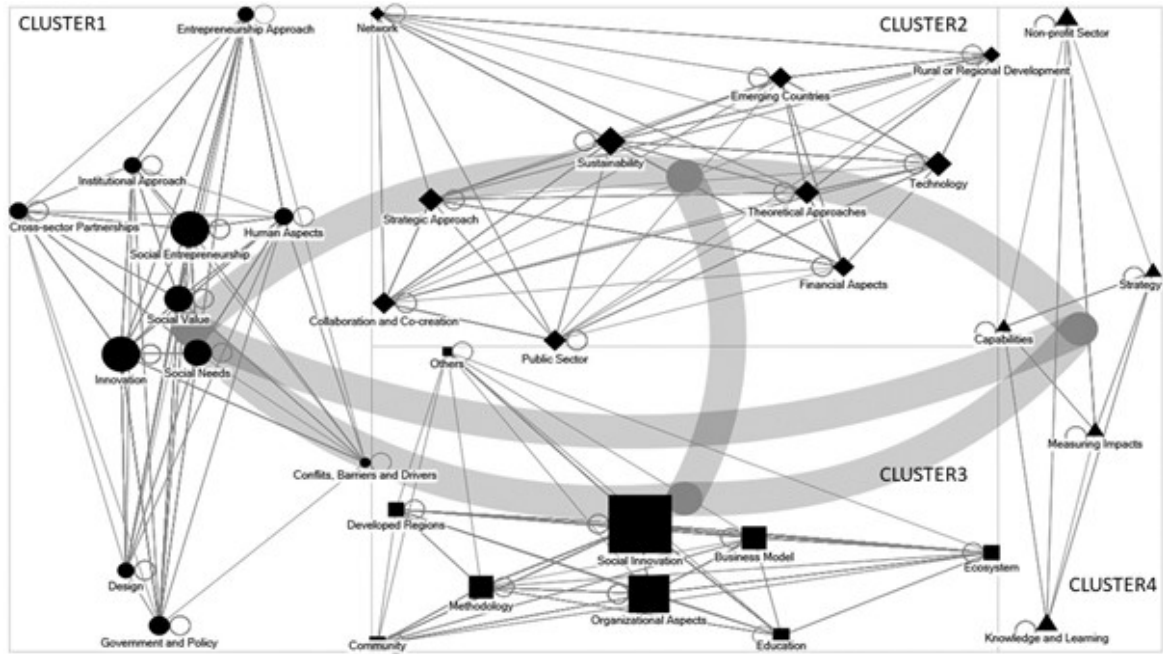 CLUSTER1
Entrepreneurship Approach
Institutional Approach
Cross-sector Partnerships
Human Aspects
Social Entrepreneurship
Social Value
Innovation
Social Needs
Conflicts, Barriers and Drivers
Design
Government and Policy
CLUSTER2
Network
Rural or Regional Development
Emerging Countries
Sustainability
Technology
Strategic Approach
Theoretical Approaches
Financial Aspects
Collaboration and Co-creation
Public Sector
Others
CLUSTER3
Developed Regions
Social Innovation
Business Model
Ecosystem
Methodology
Organizational Aspects
Community
Education
Non-profit Sector
Strategy
Capabilities
Measuring Impacts
CLUSTER4
Knowledge and Learning